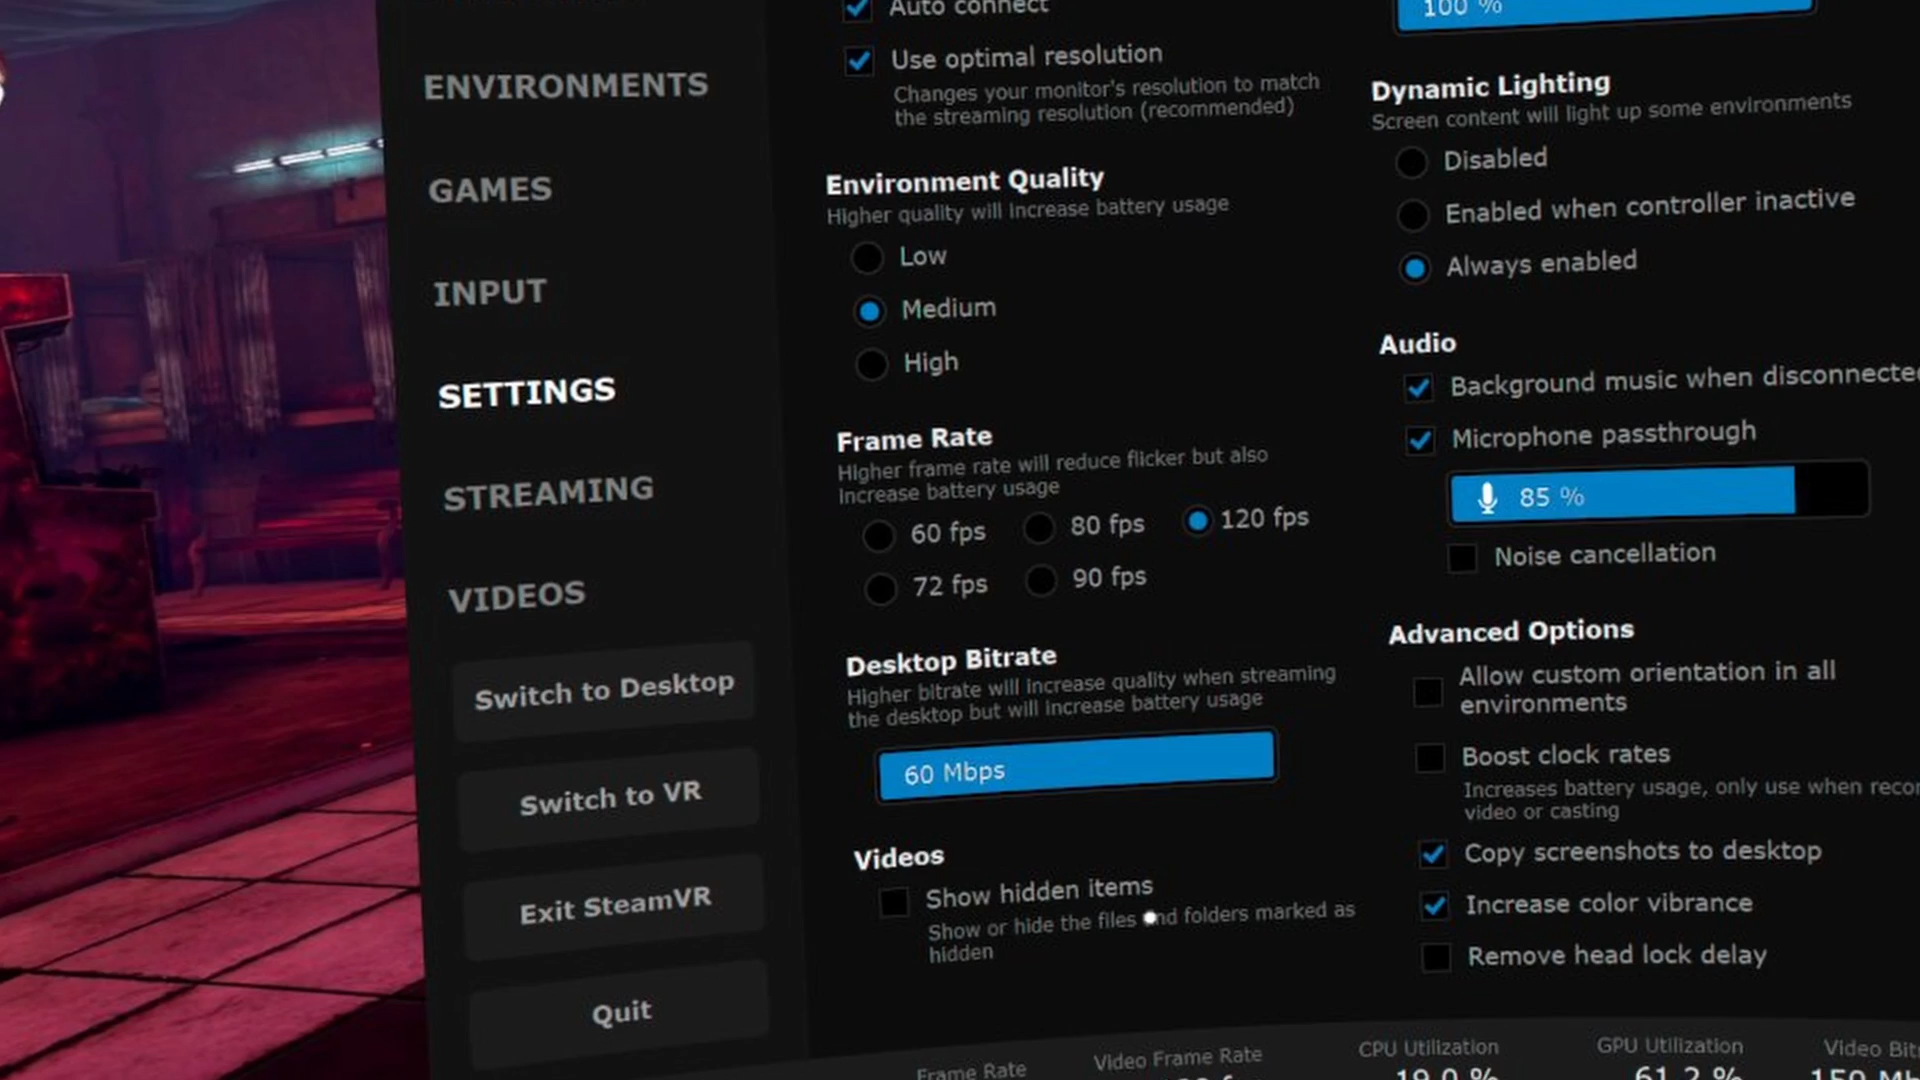 ENVIRONMENTS
GAMES
INPUT
SETTINGS
STREAMING
VIDEOS
Switch to Desktop
Switch to VR
Exit SteamVR
Quit
Auto connect
Use optimal resolution
Changes your monitor's resolution to match
the streaming resolution (recommended)
Environment Quality
Higher quality will increase battery usage
Low
Medium
High
Frame Rate
Higher frame rate will reduce flicker but also
increase battery usage
60 fps
80 fps
120 fps
72 fps
90 fps
Desktop Bitrate
Higher bitrate will increase quality when streaming
the desktop but will increase battery usage
60 Mbps
Videos
Show hidden items
Show or hide the files and folders marked as
hidden
100 %
Dynamic Lighting
Screen content will light up some environments
Disabled
Enabled when controller inactive
Always enabled
Audio
Background music when disconnected
Microphone passthrough
85 %
Noise cancellation
Advanced Options
Allow custom orientation in all
environments
Boost clock rates
Increases battery usage, only use when
video or casting
Copy screenshots to desktop
Increase color vibrance
Remove head lock delay
Frame Rate
Video Frame Rate
CPU Utilization
19.0 %
GPU Utilization
61.2 %
Video
150